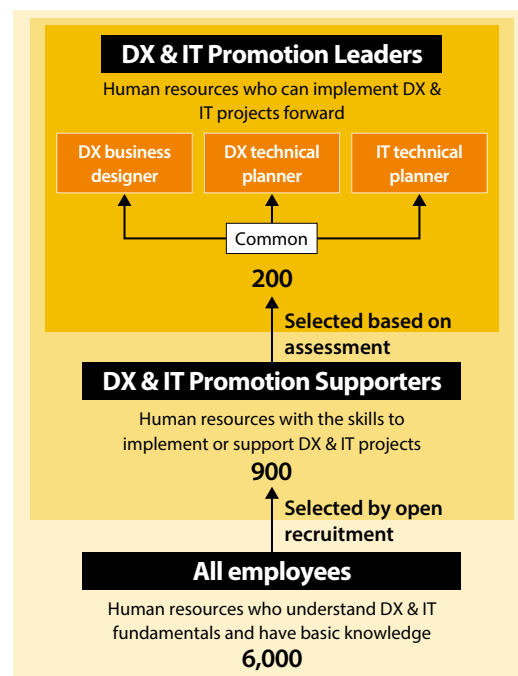 DX & IT Promotion Leaders
Human resources who can implement DX &
IT projects forward
DX business
designer
DX technical
planner
IT technical
planner
Common
200
Selected based on
assessment
DX & IT Promotion Supporters
Human resources with the skills to
implement or support DX & IT projects
900
Selected by open
recruitment
All employees
Human resources who understand DX & IT
fundamentals and have basic knowledge
6,000